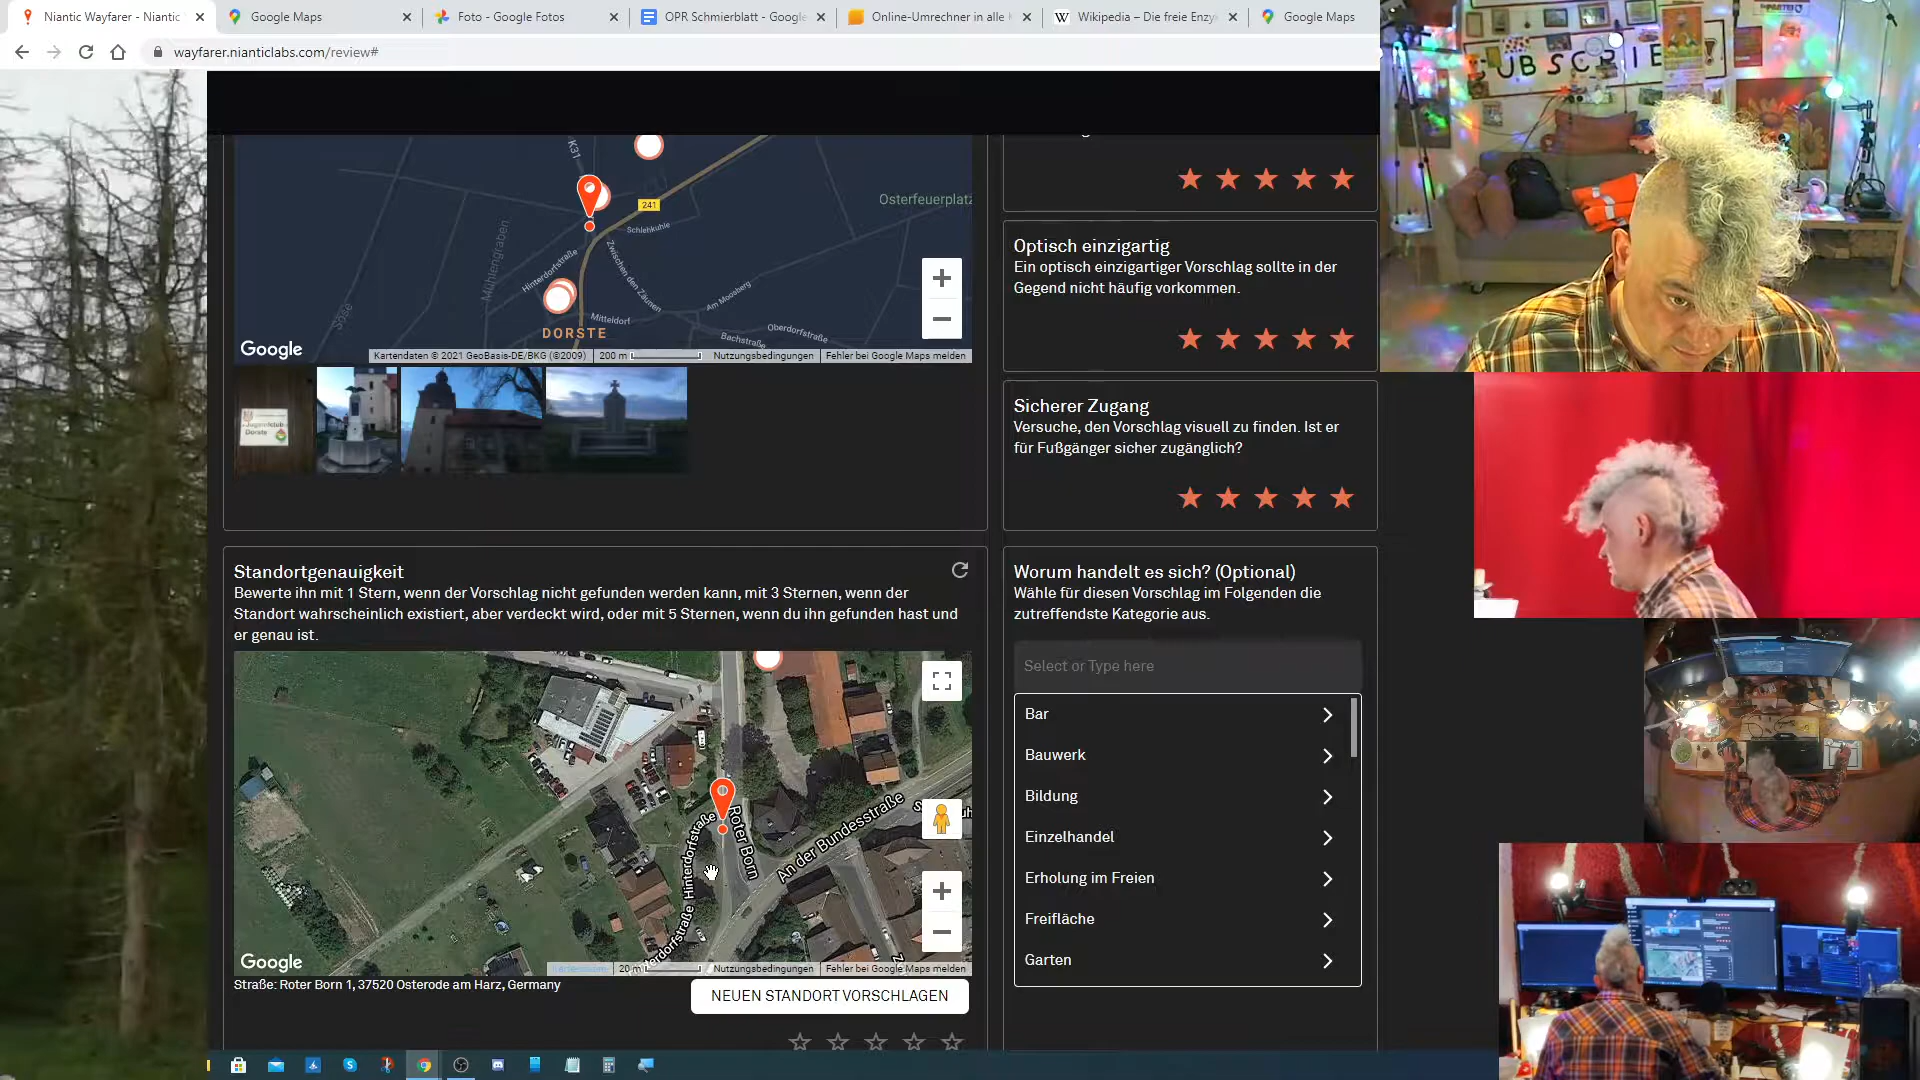 Niantic Wayfarer - Niantic
Google Maps
Foto - Google Fotos
OPR Schmierblatt - Google
Online-Umrechner in alle
Wikipedia – Die freie Enzy
Google Maps
wayfarer.nianticlabs.com/review#
K31
241
Osterfeuerplatz
Schlehkuhle
Mühlengraben
Hinterdorfstraße
Zwischen den Zäunen
Söse
Am Moosberg
Mitteldorf
DORSTE
Oberdorfstraße
Bachstraße
Google
Kartendaten © 2021 GeoBasis-DE/BKG (©2009)
200 m
Nutzungsbedingungen
Fehler bei Google Maps melden
Jugendclub
Dorste
Optisch einzigartig
Ein optisch einzigartiger Vorschlag sollte in der
Gegend nicht häufig vorkommen.
Sicherer Zugang
Versuche, den Vorschlag visuell zu finden. Ist er
für Fußgänger sicher zugänglich?
Standortgenauigkeit
Bewerte ihn mit 1 Stern, wenn der Vorschlag nicht gefunden werden kann, mit 3 Sternen, wenn der
Standort wahrscheinlich existiert, aber verdeckt wird, oder mit 5 Sternen, wenn du ihn gefunden hast und
er genau ist.
Roter Born
Hinterdorfstraße
An der Bundesstraße
Google
20 m
Nutzungsbedingungen
Fehler bei Google Maps melden
Straße: Roter Born 1, 37520 Osterode am Harz, Germany
NEUEN STANDORT VORSCHLAGEN
Worum handelt es sich? (Optional)
Wähle für diesen Vorschlag im Folgenden die
zutreffendste Kategorie aus.
Select or Type here
Bar
Bauwerk
Bildung
Einzelhandel
Erholung im Freien
Freifläche
Garten
UBSCRIBE